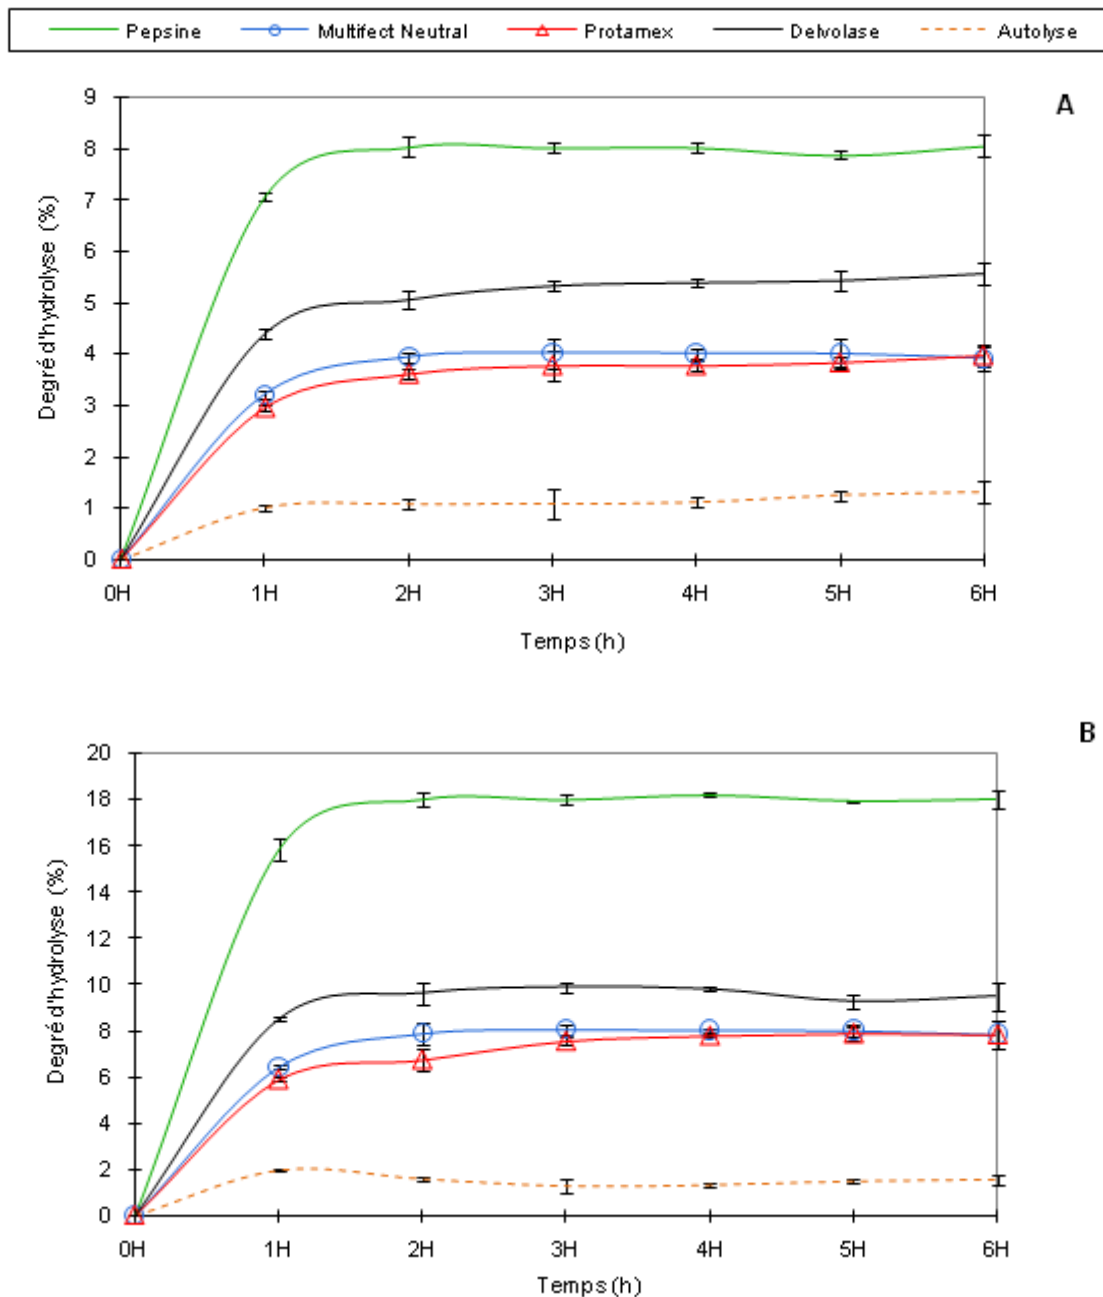 Pepsine Multifect Neutral Protamex Delvolase Autolyse
A
9
8
7
6
5
4
3
2
1
0
Degré d'hydrolyse (%)
0H 1H 2H 3H 4H 5H 6H
Temps (h)
B
20
18
16
14
12
10
8
6
4
2
0
Degré d'hydrolyse (%)
0H 1H 2H 3H 4H 5H 6H
Temps (h)